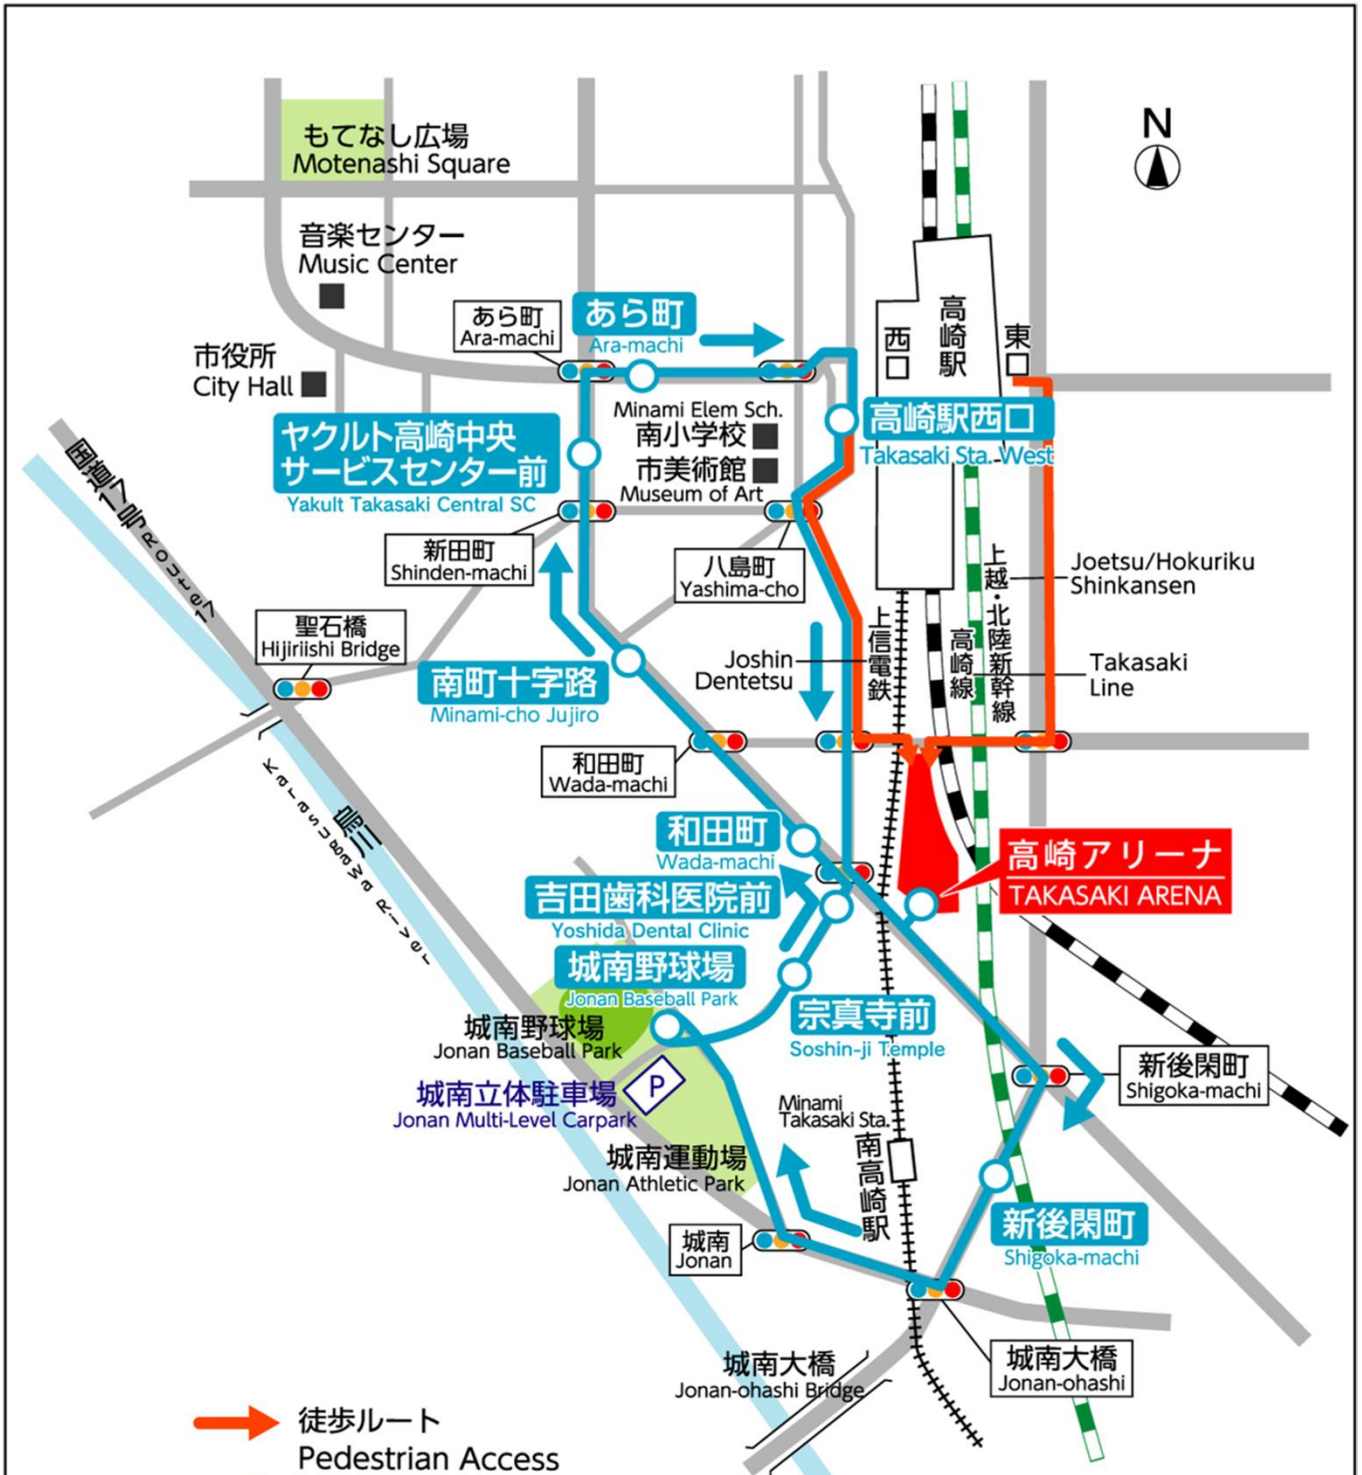 もてなし広場
Motenashi Square
N
音楽センター
Music Center
あら町
Ara-machi
あら町
Ara-machi
市役所
City Hall
西口
高崎駅
東口
Minami Elem Sch.
南小学校
市美術館
Museum of Art
高崎駅西口
Takasaki Sta. West
ヤクルト高崎中央
サービスセンター前
Yakult Takasaki Central SC
国道17号
Route17
新田町
Shinden-machi
八島町
Yashima-cho
上越・北陸新幹線
Joetsu/Hokuriku
Shinkansen
聖石橋
Hijiriishi Bridge
上信電鉄
Joshin
Dentetsu
高崎線
Takasaki
Line
南町十字路
Minami-cho Jujiro
和田町
Wada-machi
烏川
Karasugawa River
和田町
Wada-machi
高崎アリーナ
TAKASAKI ARENA
吉田歯科医院前
Yoshida Dental Clinic
城南野球場
Jonan Baseball Park
宗真寺前
Soshin-ji Temple
城南野球場
Jonan Baseball Park
新後閑町
Shigoka-machi
城南立体駐車場
Jonan Multi-Level Carpark
P
Minami
Takasaki Sta.
南高崎駅
城南運動場
Jonan Athletic Park
新後閑町
Shigoka-machi
城南
Jonan
城南大橋
Jonan-ohashi Bridge
城南大橋
Jonan-ohashi
徒歩ルート
Pedestrian Access